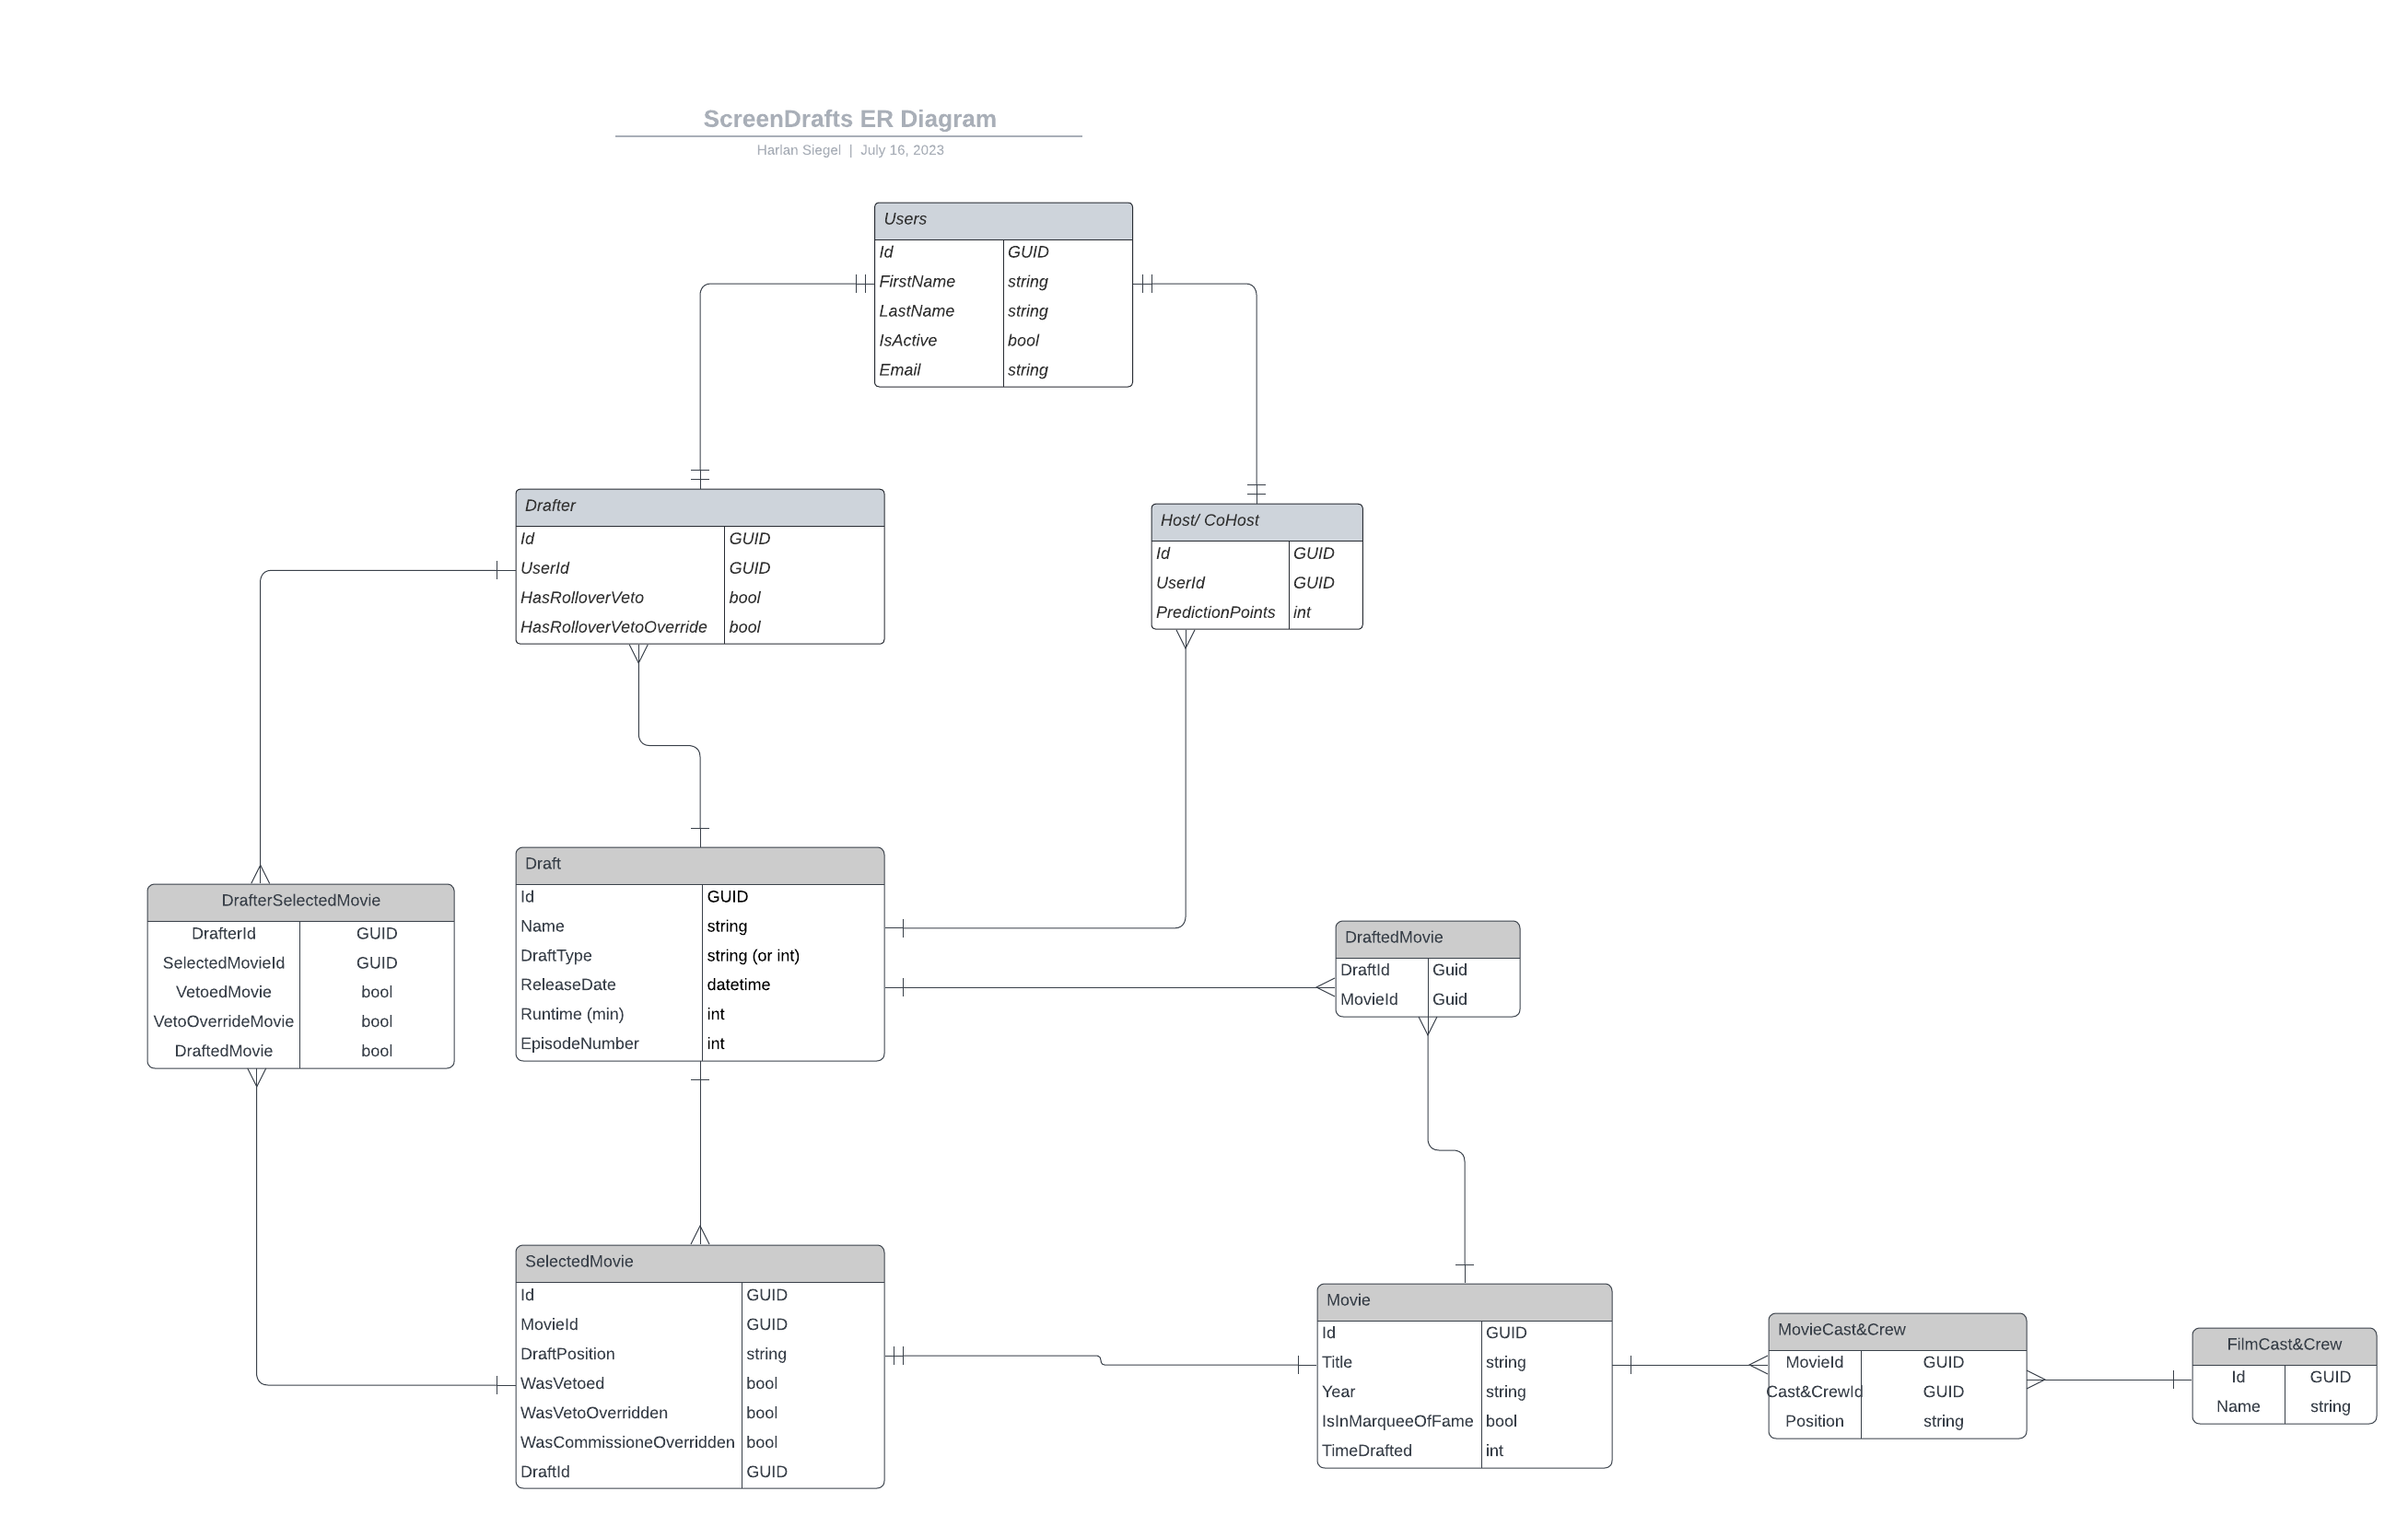 ScreenDrafts ER Diagram
Harlan Siegel | July 16, 2023
Users
Id GUID
FirstName string
LastName string
IsActive bool
Email string
Drafter
Id GUID
UserId GUID
HasRolloverVeto bool
HasRolloverVetoOverride bool
Host/ CoHost
Id GUID
UserId GUID
PredictionPoints int
Draft
Id GUID
Name string
DraftType string (or int)
ReleaseDate datetime
Runtime (min) int
EpisodeNumber int
DrafterSelectedMovie
DrafterId GUID
SelectedMovieId GUID
VetoedMovie bool
VetoOverrideMovie bool
DraftedMovie bool
DraftedMovie
DraftId Guid
MovieId Guid
SelectedMovie
Id GUID
MovieId GUID
DraftPosition string
WasVetoed bool
WasVetoOverridden bool
WasCommissioneOverridden bool
DraftId GUID
Movie
Id GUID
Title string
Year string
IsInMarqueeOfFame bool
TimeDrafted int
MovieCast&Crew
MovieId GUID
Cast&CrewId GUID
Position string
FilmCast&Crew
Id GUID
Name string